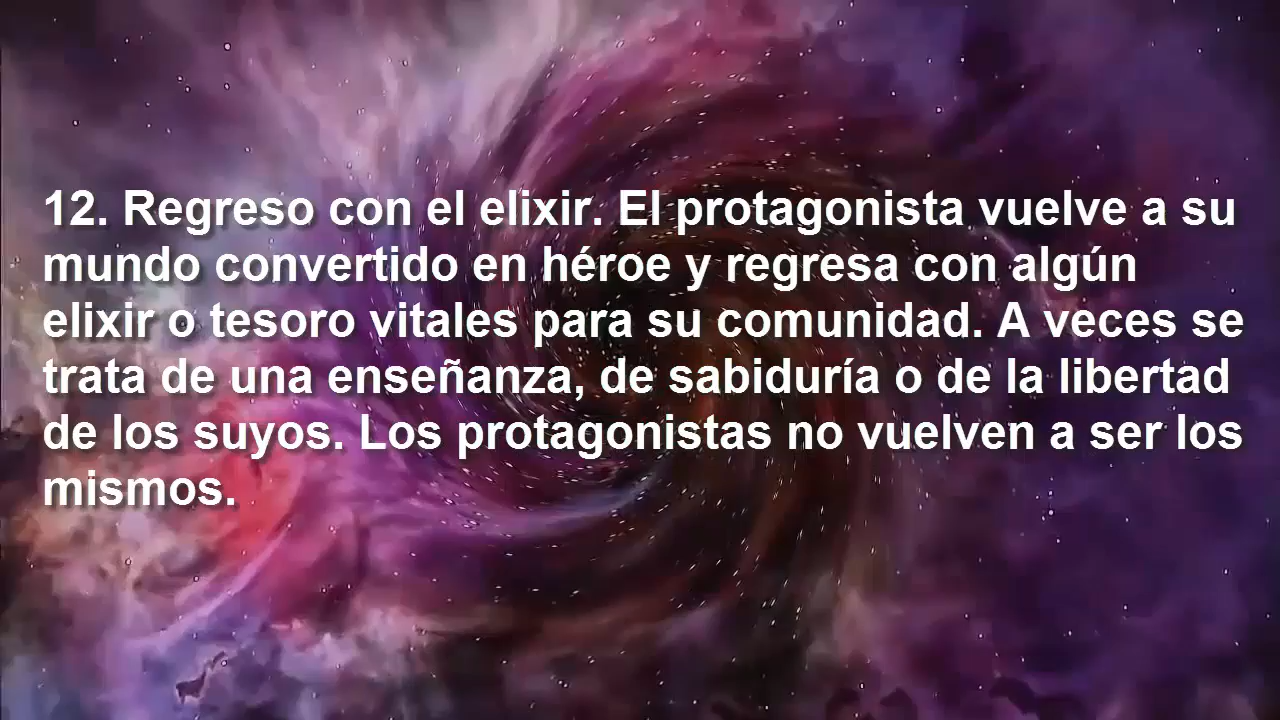 12. Regreso con el elixir. El protagonista vuelve a su
mundo convertido en héroe y regresa con algún
elixir o tesoro vitales para su comunidad. A veces se
trata de una enseñanza, de sabiduría o de la libertad
de los suyos. Los protagonistas no vuelven a ser los
mismos.